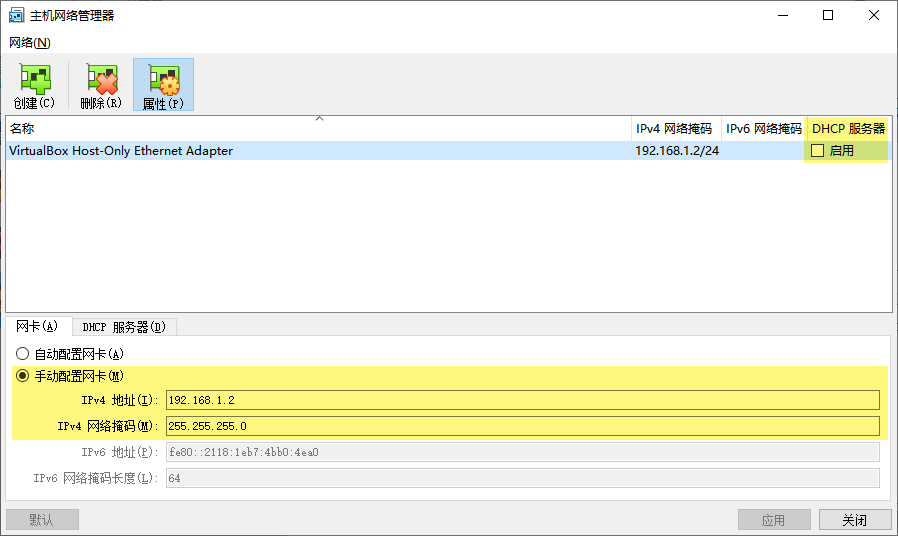 主机网络管理器
网络(N)
创建(C) 删除(R) 属性(P)
名称 IPv4 网络掩码 IPv6 网络掩码 DHCP 服务器
VirtualBox Host-Only Ethernet Adapter 192.168.1.2/24 启用
网卡(A) DHCP 服务器(D)
自动配置网卡(A)
手动配置网卡(M)
IPv4 地址(I): 192.168.1.2
IPv4 网络掩码(M): 255.255.255.0
IPv6 地址(P): fe80::2118:1eb7:4bb0:4ea0
IPv6 网络掩码长度(L): 64
默认 应用 关闭